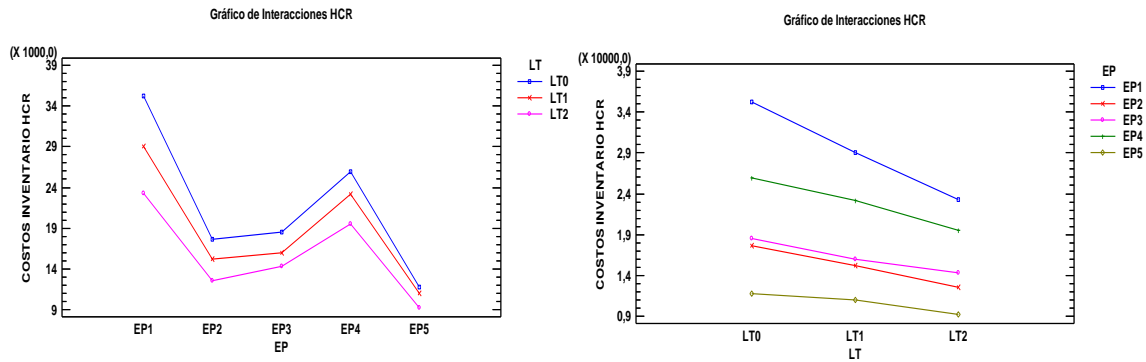 Gráfico de Interacciones HCR
(X 1000,0)
COSTOS INVENTARIO HCR
39
34
29
24
19
14
9
EP1 EP2 EP3 EP4 EP5
EP
LT
LT0
LT1
LT2
Gráfico de Interacciones HCR
(X 10000,0)
COSTOS INVENTARIO HCR
3,9
3,4
2,9
2,4
1,9
1,4
0,9
LT0 LT1 LT2
LT
EP
EP1
EP2
EP3
EP4
EP5